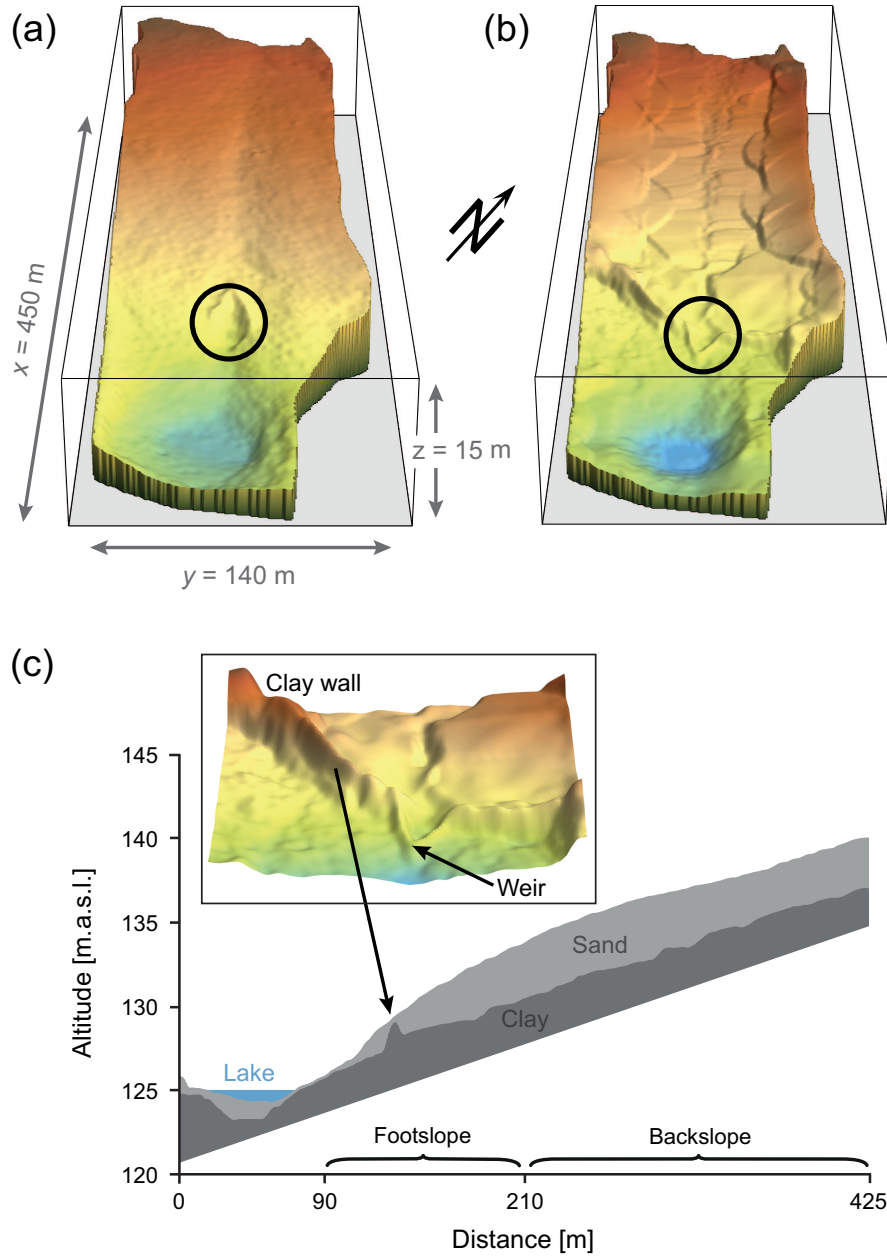 (a)
(b)
N
x = 450 m
z = 15 m
y = 140 m
(c)
Clay wall
Weir
145
140
135
130
125
120
Altitude [m.a.s.l.]
Sand
Clay
Lake
Footslope
Backslope
0
90
210
425
Distance [m]